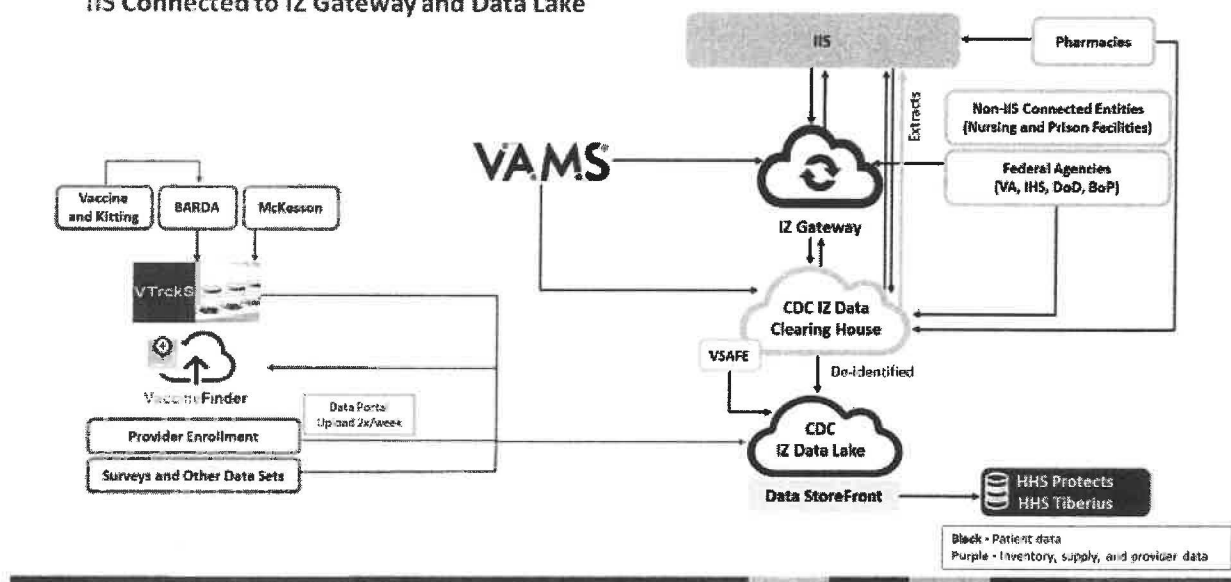 IIS Connected to IZ Gateway and Data Lake
IIS
Pharmacies
Extracts
Non-IIS Connected Entities
(Nursing and Prison Facilities)
Federal Agencies
(VA, IHS, DoD, BoP)
VAMS
IZ Gateway
Vaccine
and Kitting
BARDA
McKesson
VTrckS
CDC IZ Data
Clearing House
VSAFE
De-identified
VaccineFinder
Data Portal
Upload 2x/week
Provider Enrollment
Surveys and Other Data Sets
CDC
IZ Data Lake
Data StoreFront
HHS Protects
HHS Tiberius
Black - Patient data
Purple - Inventory, supply, and provider data